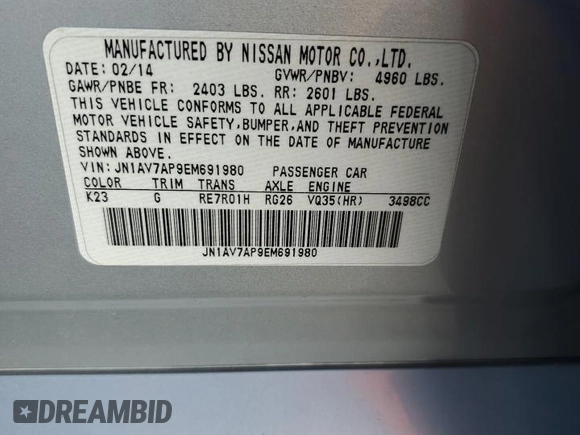 MANUFACTURED BY NISSAN MOTOR CO.,LTD.
DATE: 02/14 GVWR/PNBV: 4960 LBS.
GAWR/PNBE FR: 2403 LBS. RR: 2601 LBS.
THIS VEHICLE CONFORMS TO ALL APPLICABLE FEDERAL
MOTOR VEHICLE SAFETY,BUMPER,AND THEFT PREVENTION
STANDARDS IN EFFECT ON THE DATE OF MANUFACTURE
SHOWN ABOVE.
VIN: JN1AV7AP9EM691980 PASSENGER CAR
COLOR TRIM TRANS AXLE ENGINE
K23 G RE7R01H RG26 VQ35(HR) 3498CC
JN1AV7AP9EM691980
DREAMBID